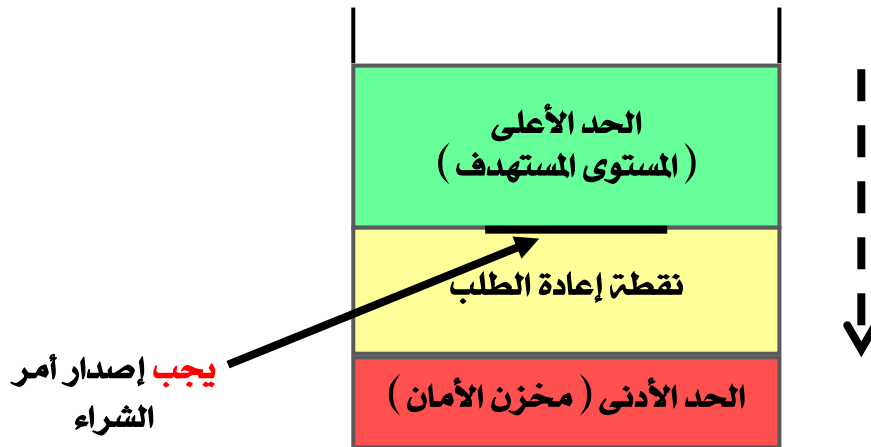 الحد الأعلى
( المستوى المستهدف )
نقطة إعادة الطلب
يجب إصدار أمر
الشراء
الحد الأدنى ( مخزن الأمان )